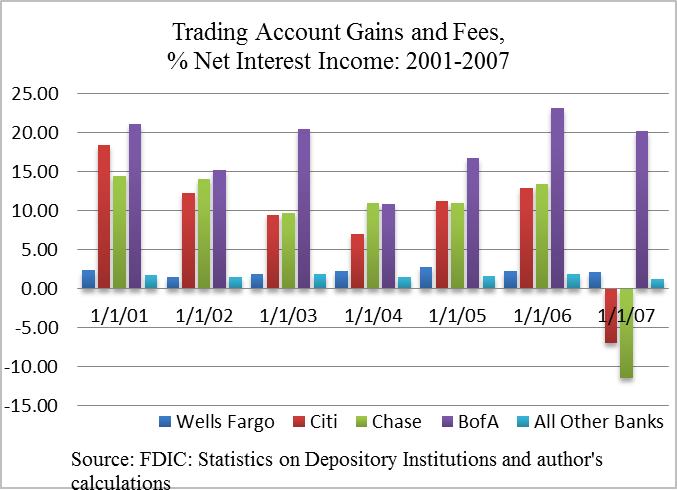 Trading Account Gains and Fees,
% Net Interest Income: 2001-2007
25.00
20.00
15.00
10.00
5.00
0.00
-5.00
-10.00
-15.00
1/1/01 1/1/02 1/1/03 1/1/04 1/1/05 1/1/06 1/1/07
Wells Fargo Citi Chase BofA All Other Banks
Source: FDIC: Statistics on Depository Institutions and author's
calculations